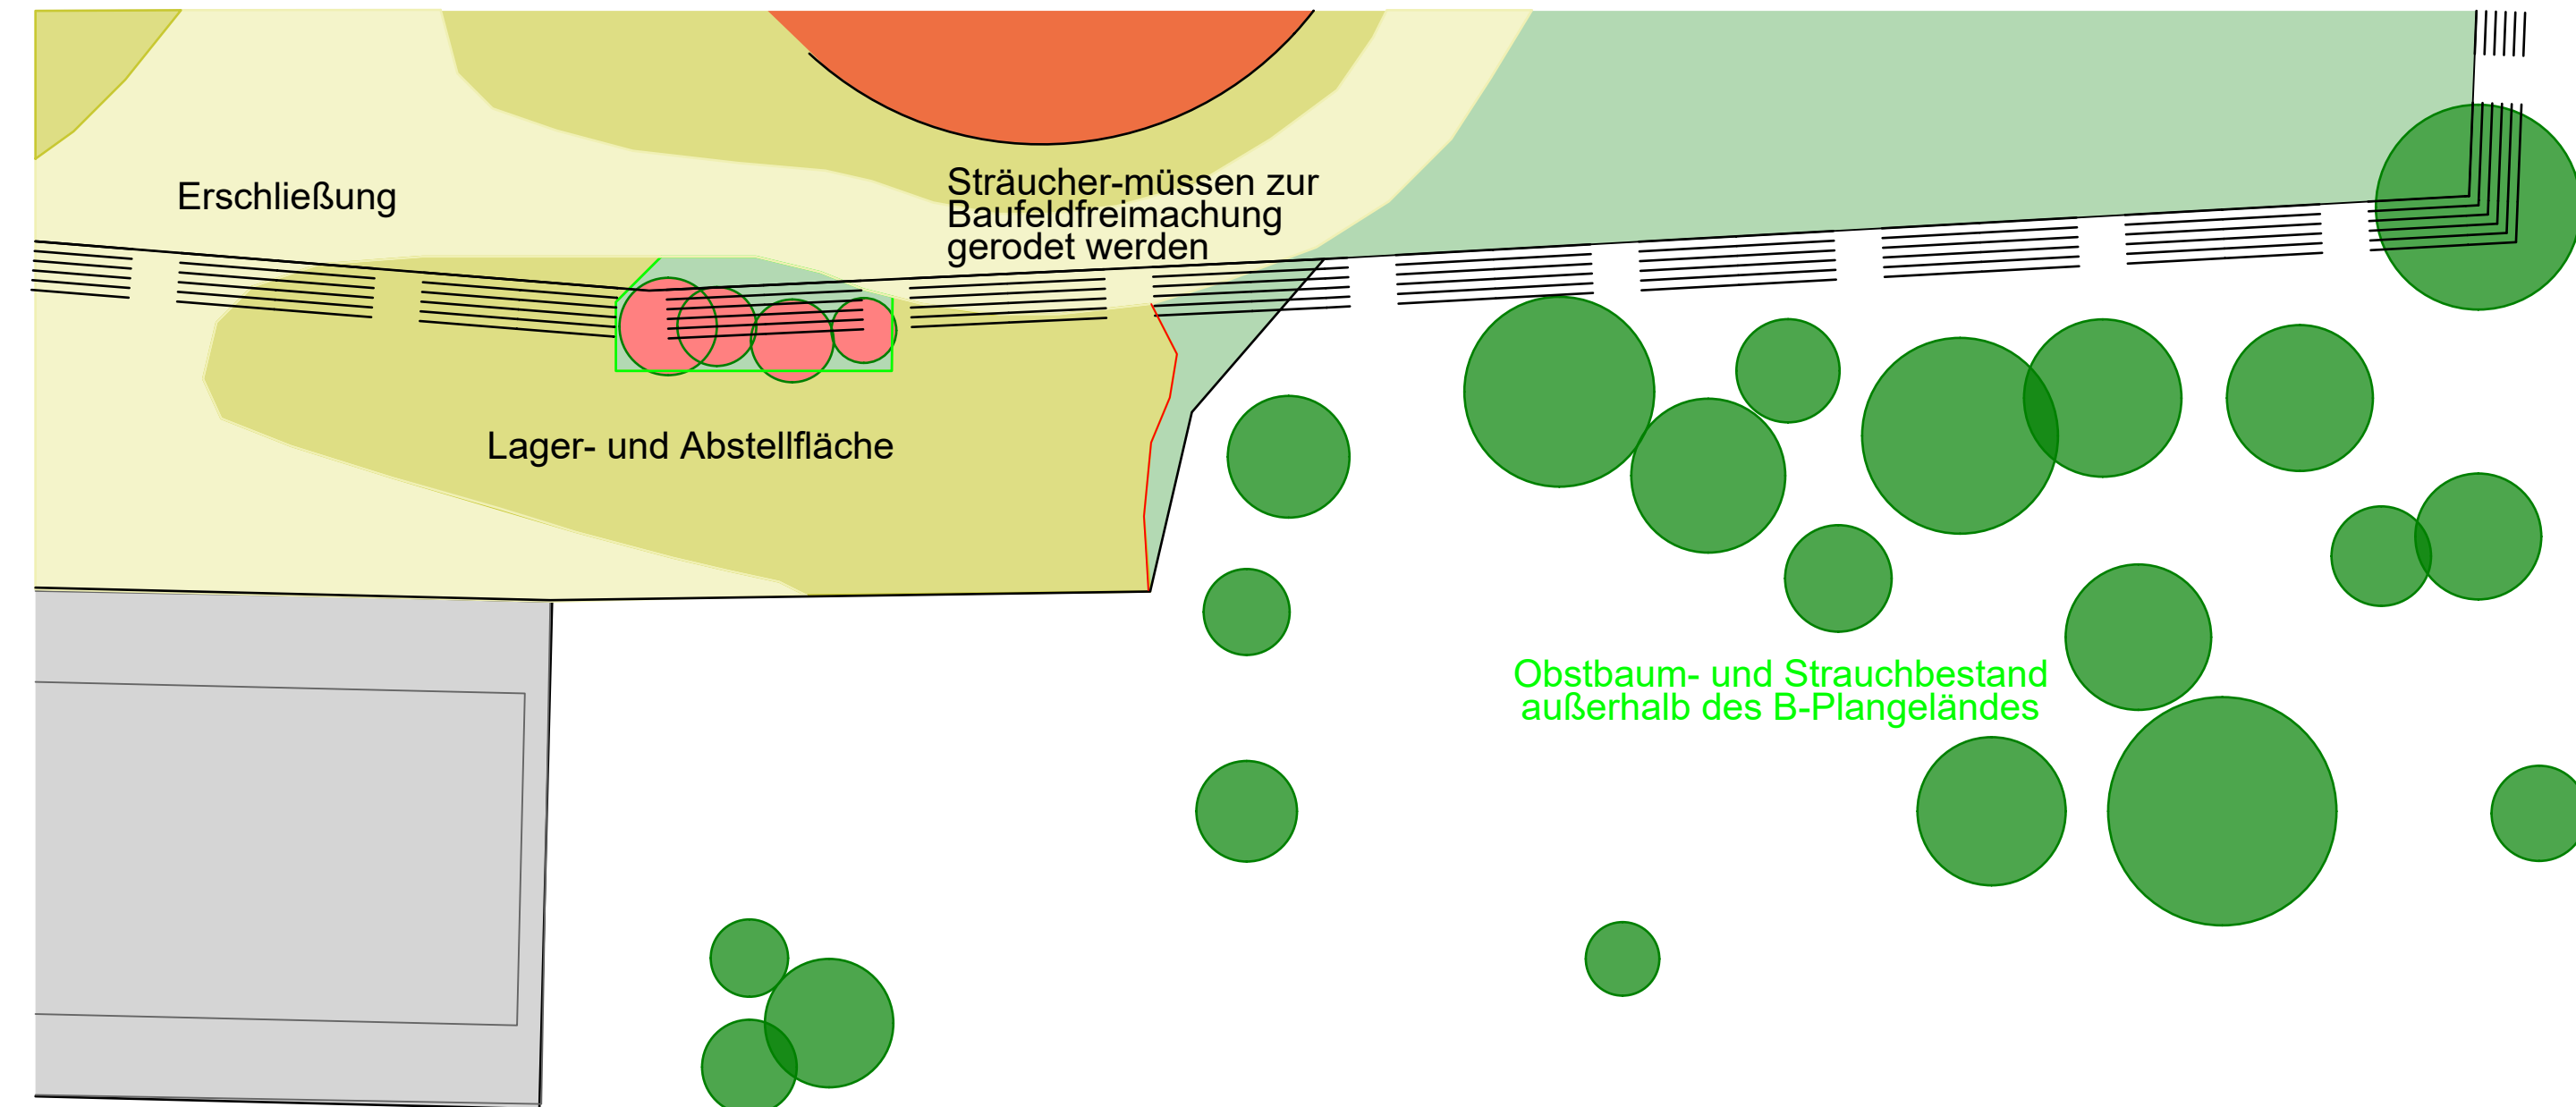 Sträucher-müssen zur
Baufeldfreimachung
gerodet werden
Erschließung
Lager- und Abstellfläche
Obstbaum- und Strauchbestand
außerhalb des B-Plangeländes